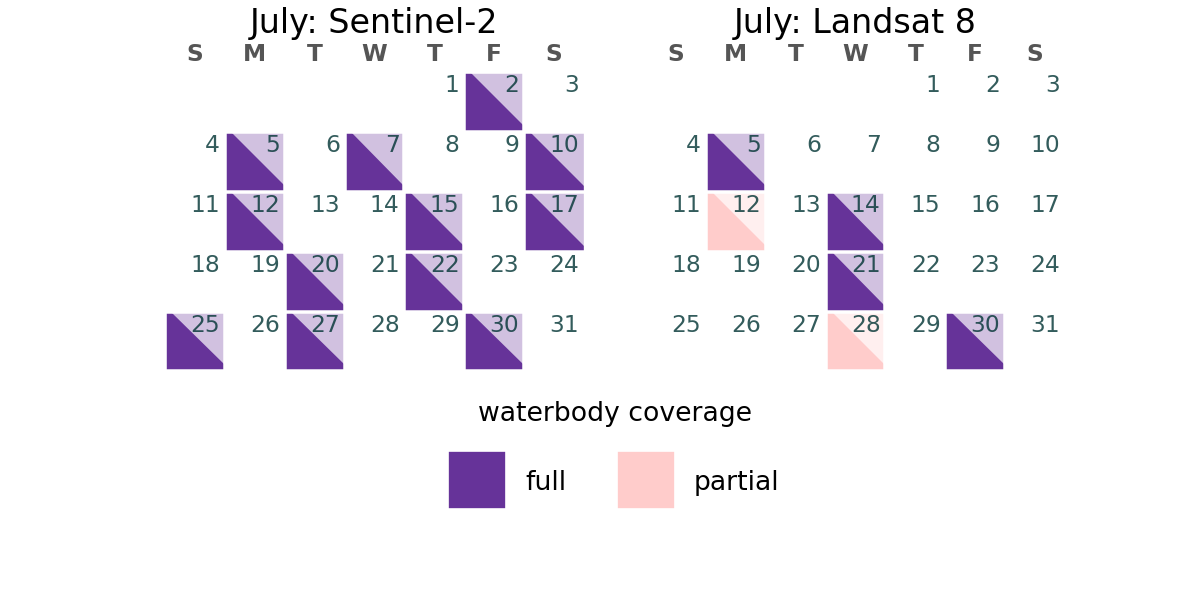 July: Sentinel-2
S M T W T F S
1 2 3
4 5 6 7 8 9 10
11 12 13 14 15 16 17
18 19 20 21 22 23 24
25 26 27 28 29 30 31
July: Landsat 8
S M T W T F S
1 2 3
4 5 6 7 8 9 10
11 12 13 14 15 16 17
18 19 20 21 22 23 24
25 26 27 28 29 30 31
waterbody coverage
full
partial